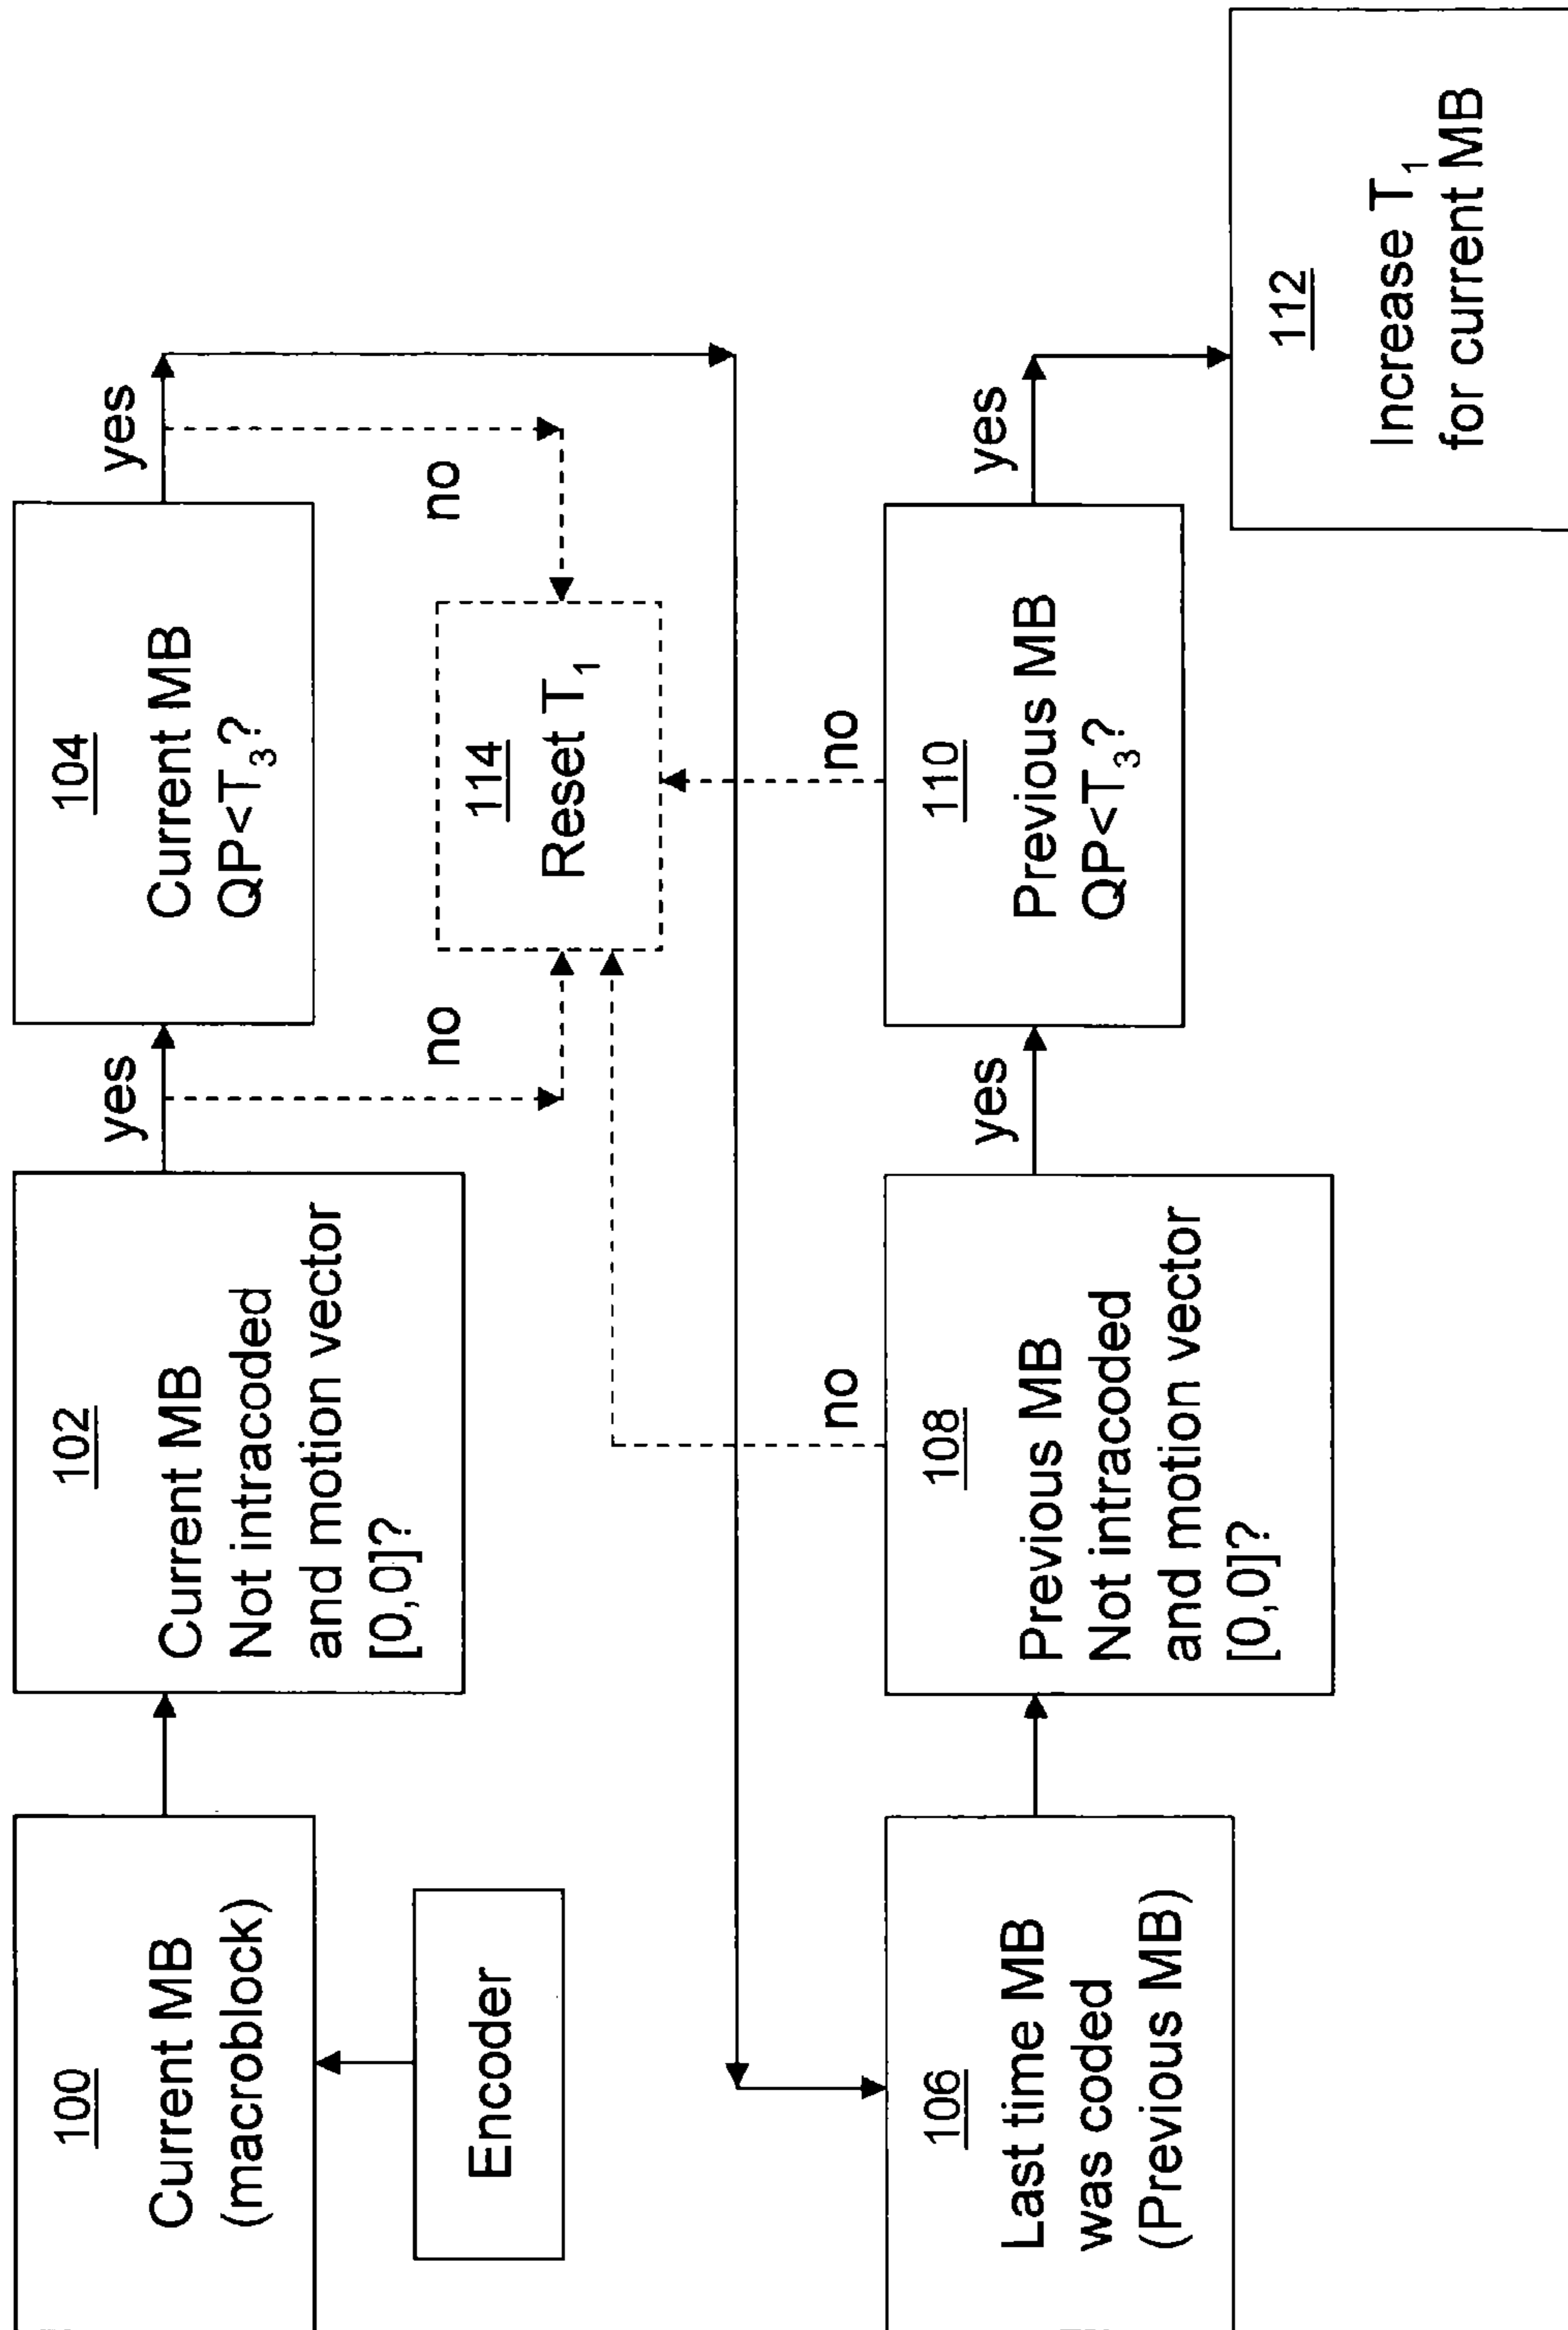 100
Current MB
(macroblock)
Encoder
102
Current MB
Not intracoded
and motion vector
[0,0]?
yes
no
104
Current MB
QP<T₃?
yes
no
114
Reset T₁
106
Last time MB
was coded
(Previous MB)
108
Previous MB
Not intracoded
and motion vector
[0,0]?
no
yes
110
Previous MB
QP<T₃?
no
yes
112
Increase T₁
for current MB